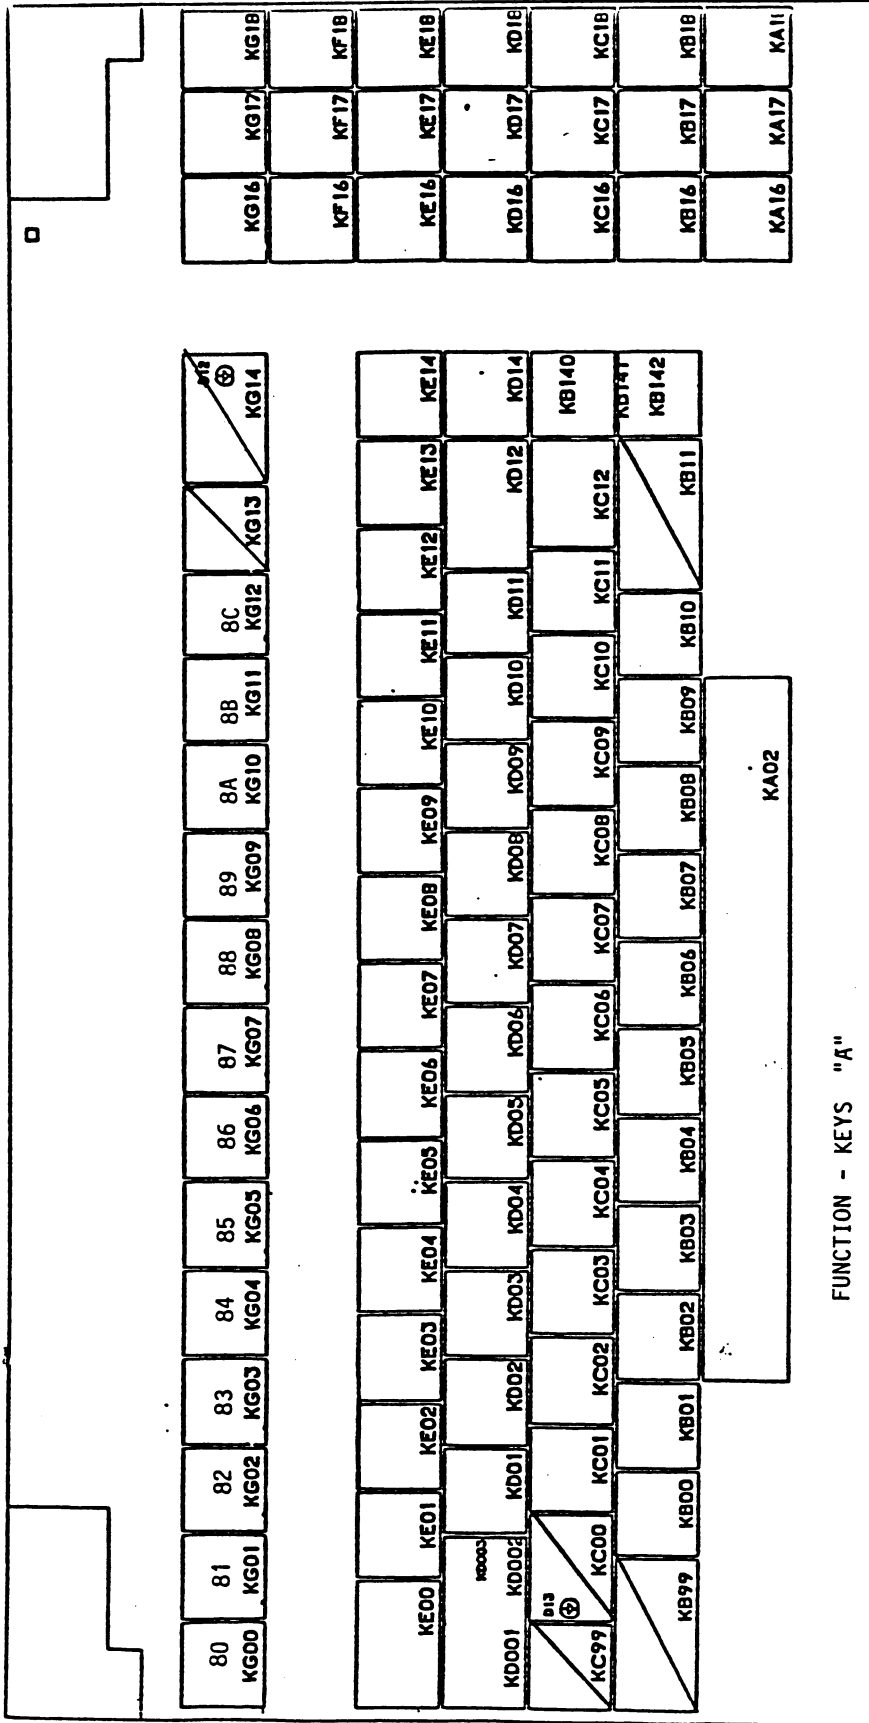 80 81 82 83 84 85 86 87 88 89 8A 8B 8C D12
KG00 KG01 KG02 KG03 KG04 KG05 KG06 KG07 KG08 KG09 KG10 KG11 KG12 KG13 KG14 KG16 KG17 KG18
KF16 KF17 KF18
KE00 KE01 KE02 KE03 KE04 KE05 KE06 KE07 KE08 KE09 KE10 KE11 KE12 KE13 KE14 KE16 KE17 KE18
KD003
KD001 KD002 KD01 KD02 KD03 KD04 KD05 KD06 KD07 KD08 KD09 KD10 KD11 KD12 KD14 KD16 KD17 KD18
D13 KB140
KC99 KC00 KC01 KC02 KC03 KC04 KC05 KC06 KC07 KC08 KC09 KC10 KC11 KC12 KC16 KC17 KC18
KB141
KB99 KB00 KB01 KB02 KB03 KB04 KB05 KB06 KB07 KB08 KB09 KB10 KB11 KB142 KB16 KB17 KB18
KA02 KA16 KA17
FUNCTION - KEYS "A"